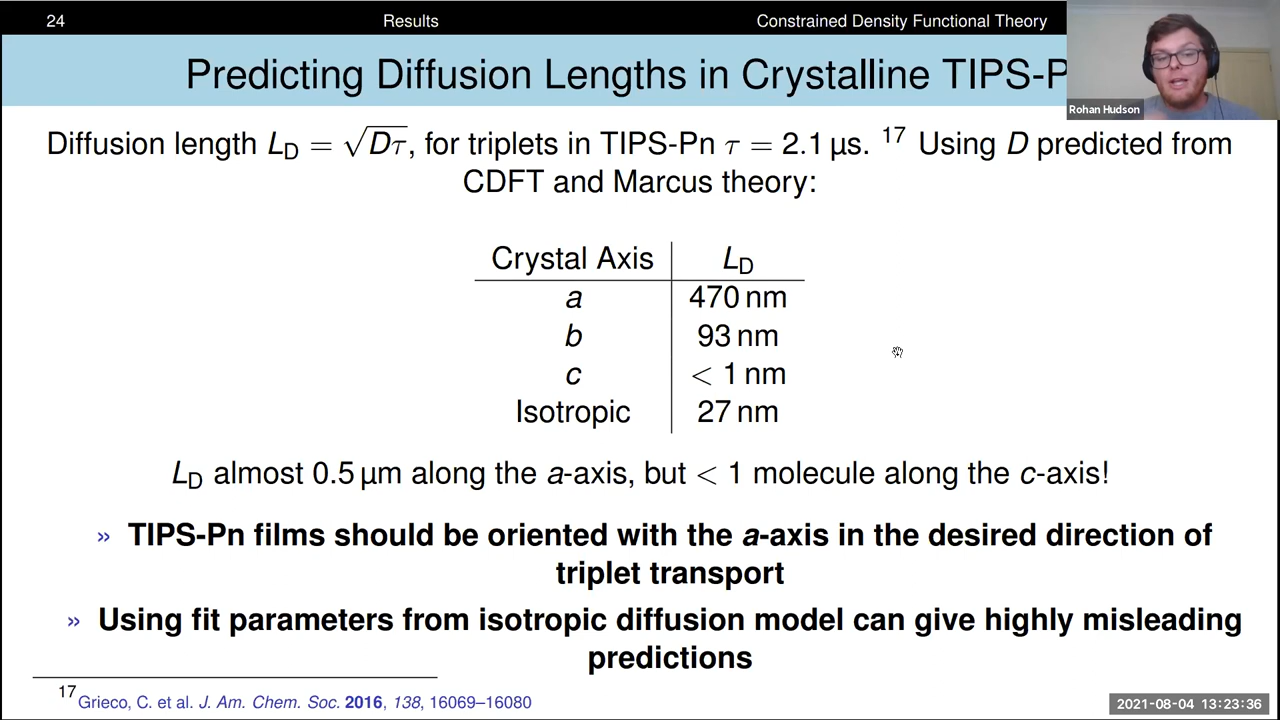 24 Results Constrained Density Functional Theory
Predicting Diffusion Lengths in Crystalline TIPS-P
Rohan Hudson
Diffusion length L_D = √Dτ, for triplets in TIPS-Pn τ = 2.1 µs. ¹⁷ Using D predicted from
CDFT and Marcus theory:
Crystal Axis L_D
a 470 nm
b 93 nm
c < 1 nm
Isotropic 27 nm
L_D almost 0.5 µm along the a-axis, but < 1 molecule along the c-axis!
» TIPS-Pn films should be oriented with the a-axis in the desired direction of
triplet transport
» Using fit parameters from isotropic diffusion model can give highly misleading
predictions
¹⁷Grieco, C. et al. J. Am. Chem. Soc. 2016, 138, 16069–16080
2021-08-04 13:23:36